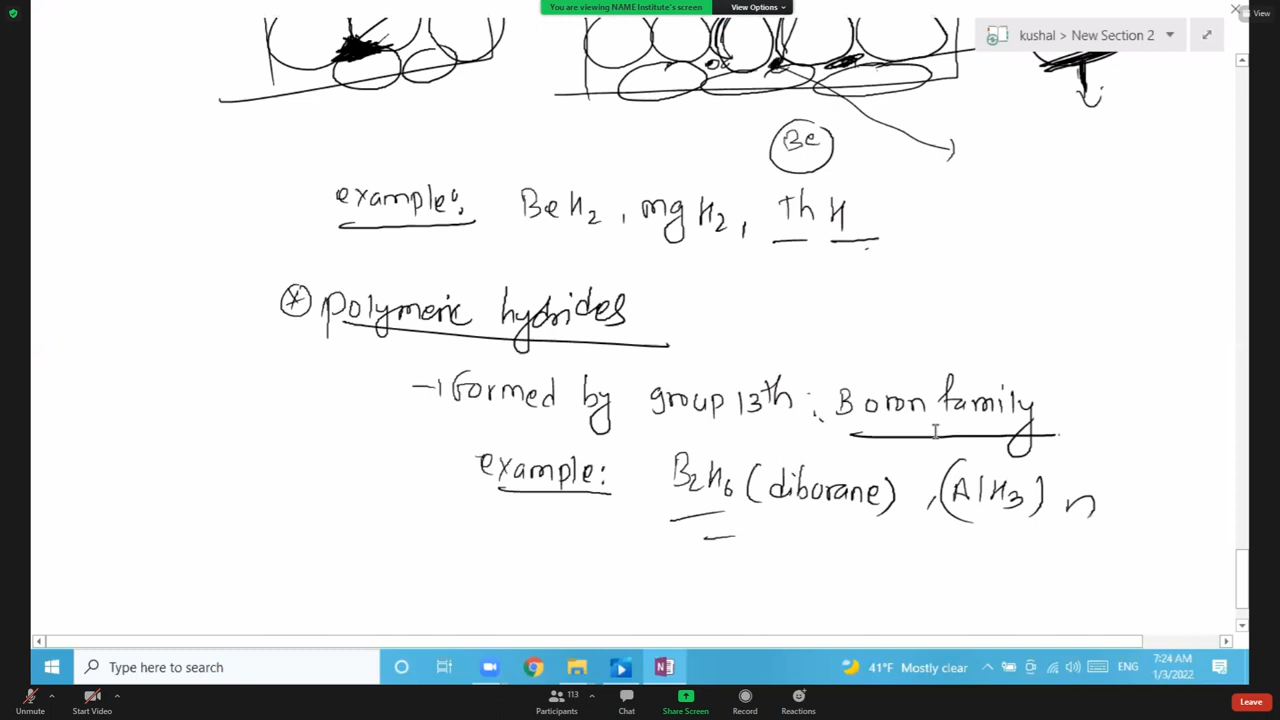 You are viewing NAME Institute's screen
View Options
View
kushal > New Section 2
Be
example:
BeH2, mgH2, ThH
* polymeric hydrides
→ Formed by group 13th: Boron family
example: B2H6 (diborane), (AlH3)n
Type here to search
41°F Mostly clear
ENG
7:24 AM
1/3/2022
Unmute
Start Video
113
Participants
Chat
Share Screen
Record
Reactions
Leave